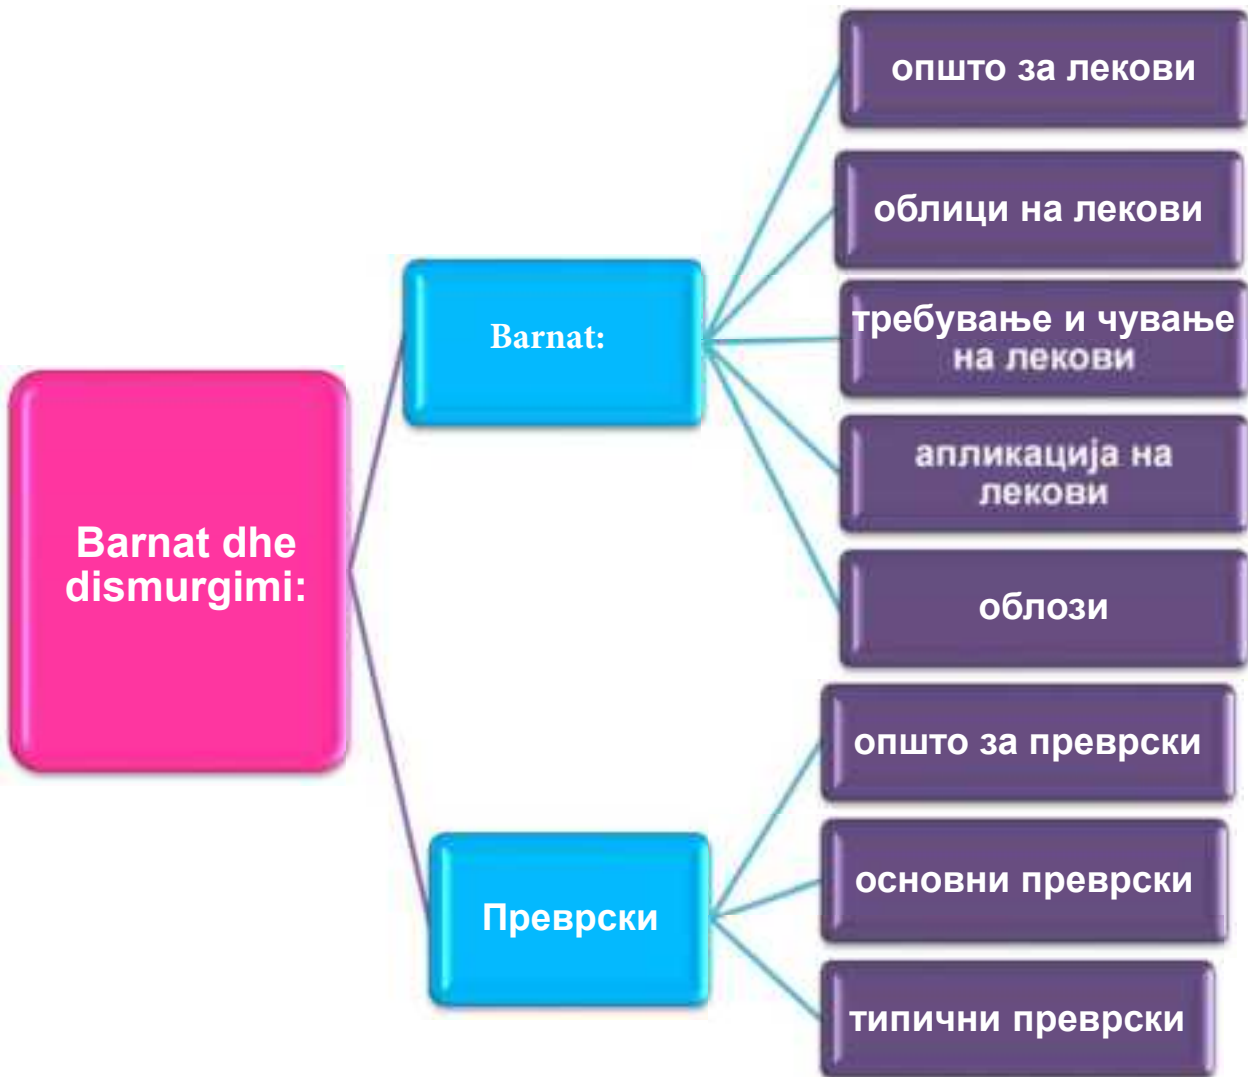 Barnat dhe
dismurgimi:
Barnat:
општо за лекови
облици на лекови
требување и чување
на лекови
апликација на
лекови
облози
Преврски
општо за преврски
основни преврски
типични преврски